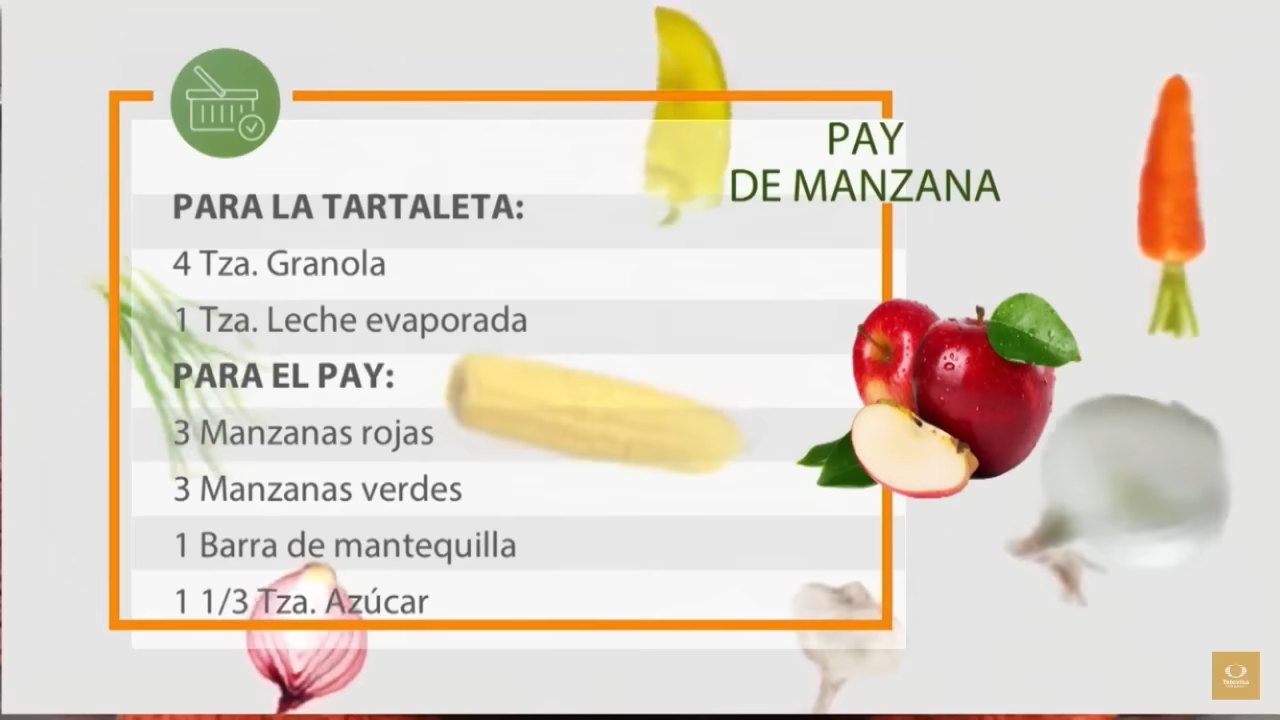 PAY
DE MANZANA
PARA LA TARTALETA:
4 Tza. Granola
1 Tza. Leche evaporada
PARA EL PAY:
3 Manzanas rojas
3 Manzanas verdes
1 Barra de mantequilla
1 1/3 Tza. Azúcar
Televisa